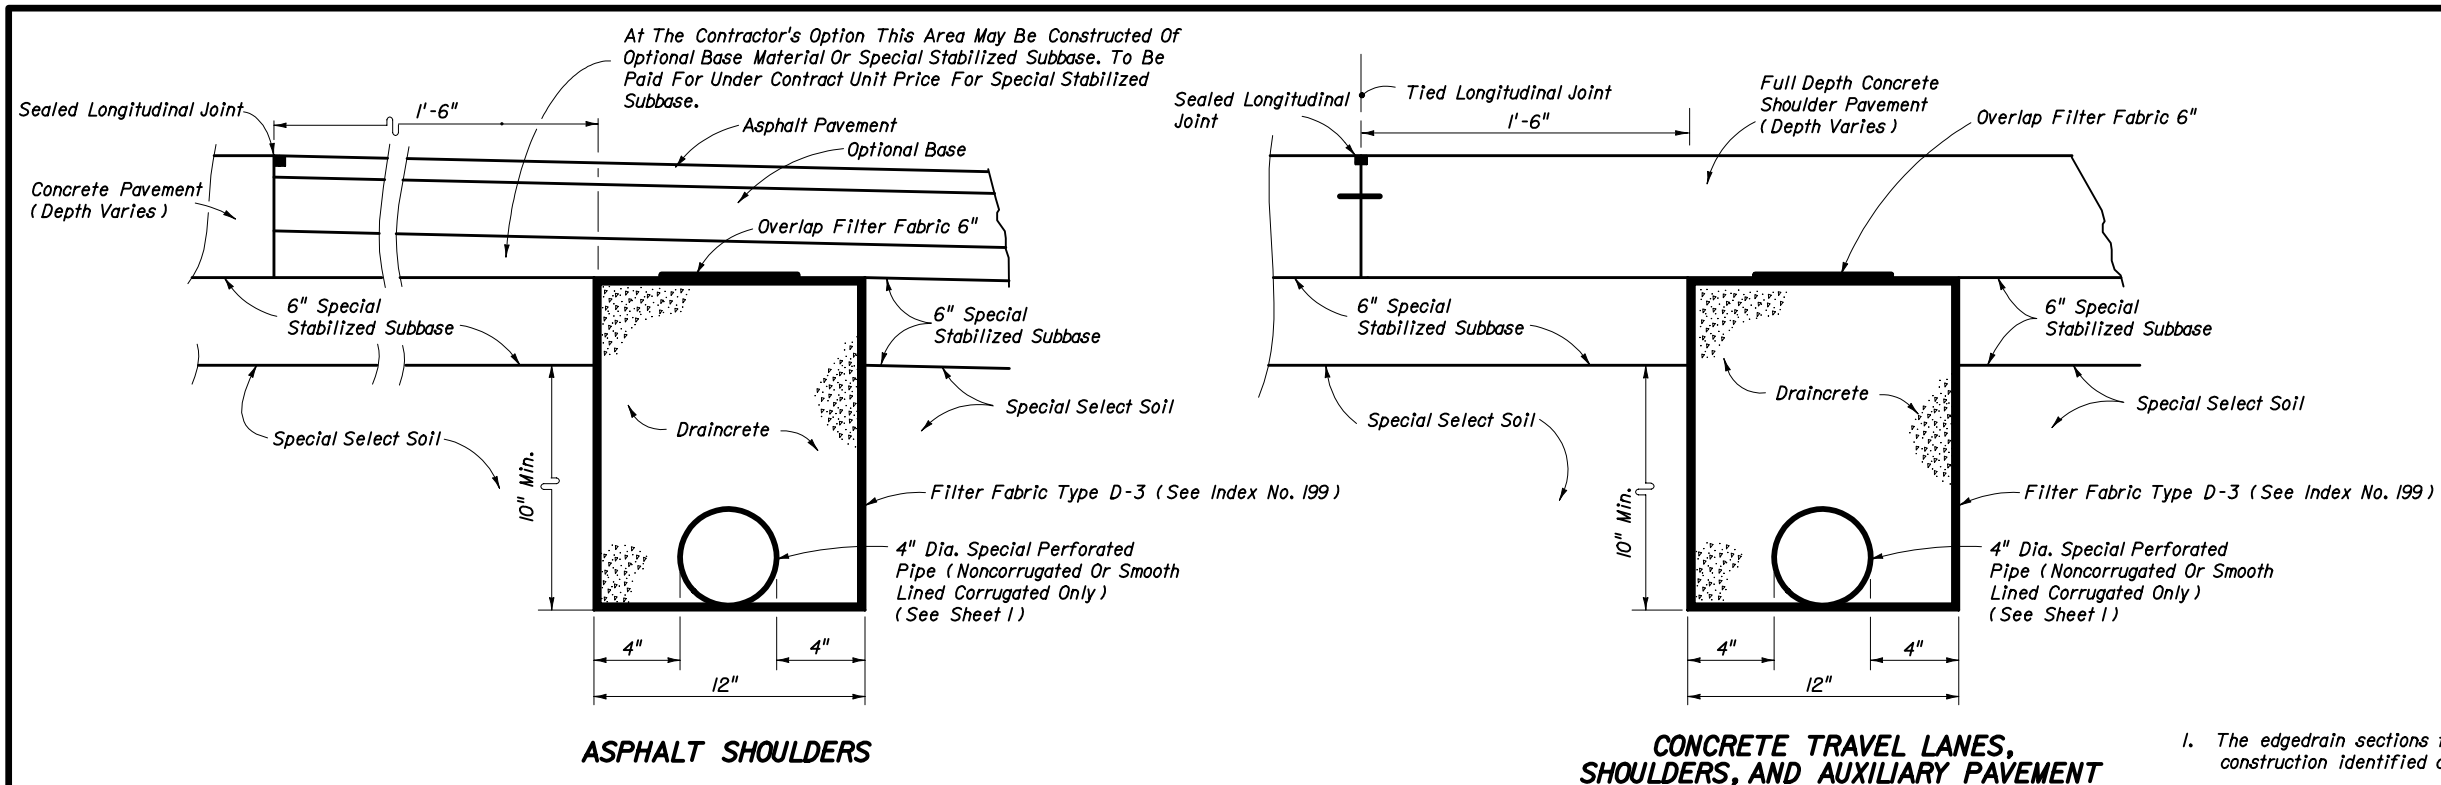 At The Contractor's Option This Area May Be Constructed Of
Optional Base Material Or Special Stabilized Subbase. To Be
Paid For Under Contract Unit Price For Special Stabilized
Subbase.
Sealed Longitudinal Joint
1'-6"
Asphalt Pavement
Optional Base
Concrete Pavement
(Depth Varies)
Overlap Filter Fabric 6"
6" Special
Stabilized Subbase
6" Special
Stabilized Subbase
Special Select Soil
Special Select Soil
Draincrete
10" Min.
Filter Fabric Type D-3 (See Index No. 199)
4" Dia. Special Perforated
Pipe (Noncorrugated Or Smooth
Lined Corrugated Only)
(See Sheet 1)
4"
4"
12"
ASPHALT SHOULDERS
Sealed Longitudinal
Joint
Tied Longitudinal Joint
1'-6"
Full Depth Concrete
Shoulder Pavement
(Depth Varies)
Overlap Filter Fabric 6"
6" Special
Stabilized Subbase
6" Special
Stabilized Subbase
Special Select Soil
Special Select Soil
Draincrete
10" Min.
Filter Fabric Type D-3 (See Index No. 199)
4" Dia. Special Perforated
Pipe (Noncorrugated Or Smooth
Lined Corrugated Only)
(See Sheet 1)
4"
4"
12"
CONCRETE TRAVEL LANES,
SHOULDERS, AND AUXILIARY PAVEMENT
1. The edgedrain sections
construction identified